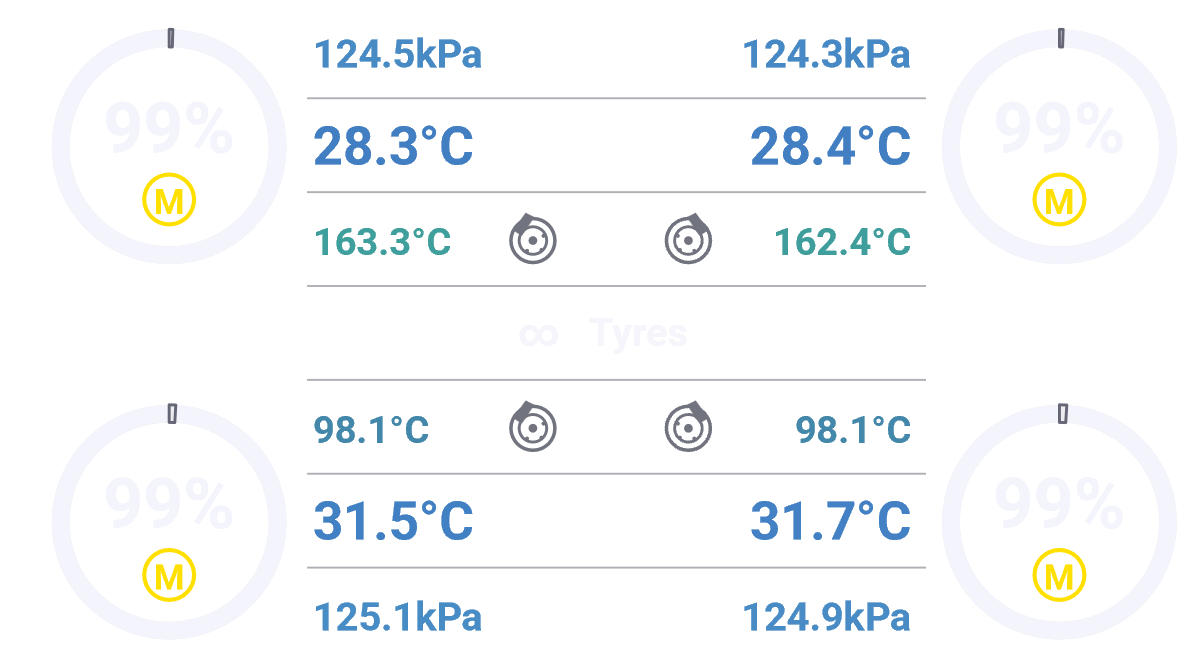 124.5kPa 124.3kPa
99% 28.3°C 28.4°C 99%
M M
163.3°C 162.4°C
∞ Tyres
98.1°C 98.1°C
99% 31.5°C 31.7°C 99%
M M
125.1kPa 124.9kPa